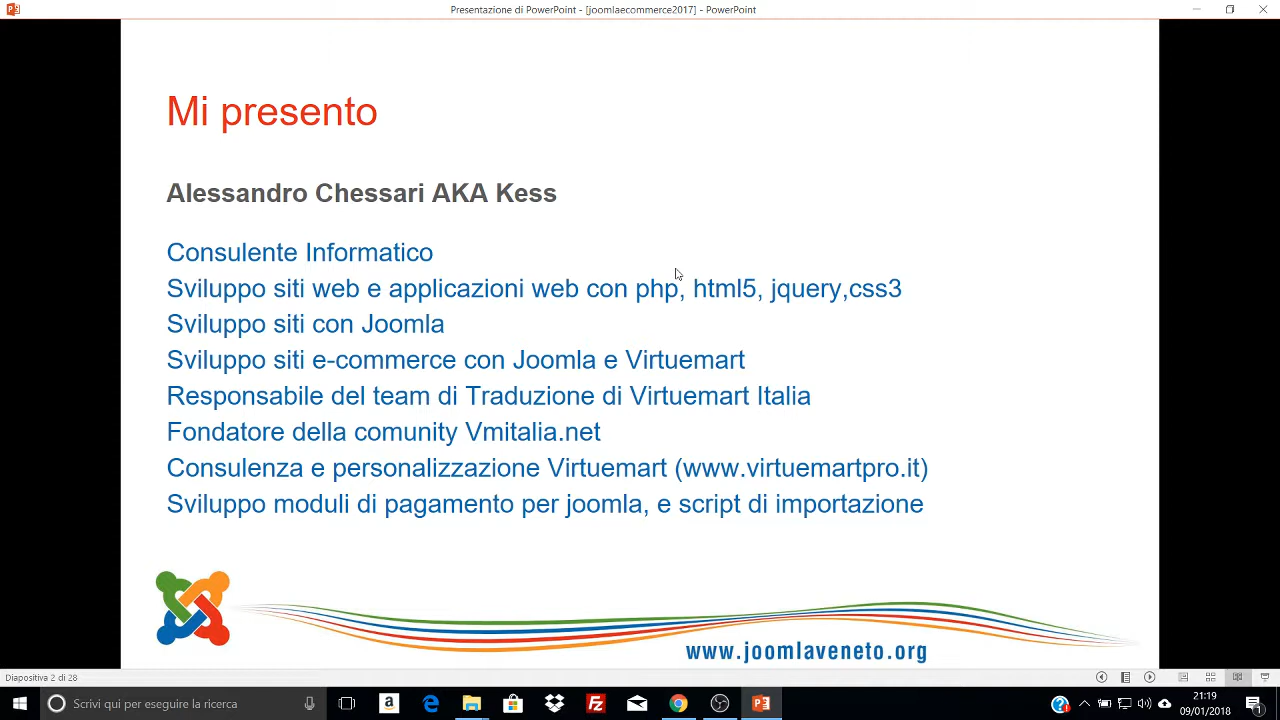 Presentazione di PowerPoint - [joomlaecommerce2017] - PowerPoint
Mi presento
Alessandro Chessari AKA Kess
Consulente Informatico
Sviluppo siti web e applicazioni web con php, html5, jquery,css3
Sviluppo siti con Joomla
Sviluppo siti e-commerce con Joomla e Virtuemart
Responsabile del team di Traduzione di Virtuemart Italia
Fondatore della comunity Vmitalia.net
Consulenza e personalizzazione Virtuemart (www.virtuemartpro.it)
Sviluppo moduli di pagamento per joomla, e script di importazione
www.joomlaveneto.org
Diapositiva 2 di 28
Scrivi qui per eseguire la ricerca
21:19
09/01/2018